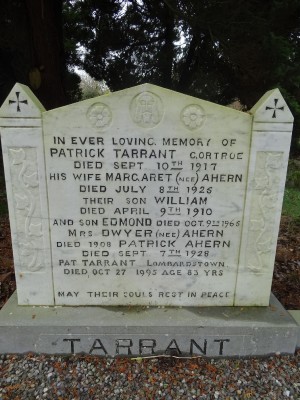 IN EVER LOVING MEMORY OF
PATRICK TARRANT GORTROE
DIED SEPT. 10TH 1917
HIS WIFE MARGARET (NEE) AHERN
DIED JULY 8TH 1926
THEIR SON WILLIAM
DIED APRIL 9TH 1910
AND SON EDMOND DIED OCT. 9TH 1966
MRS DWYER (NEE) AHERN
DIED 1908 PATRICK AHERN
DIED SEPT 7TH 1928
PAT TARRANT LOMBARDSTOWN
DIED OCT 27 1995 AGE 83 YRS
MAY THEIR SOULS REST IN PEACE
TARRANT